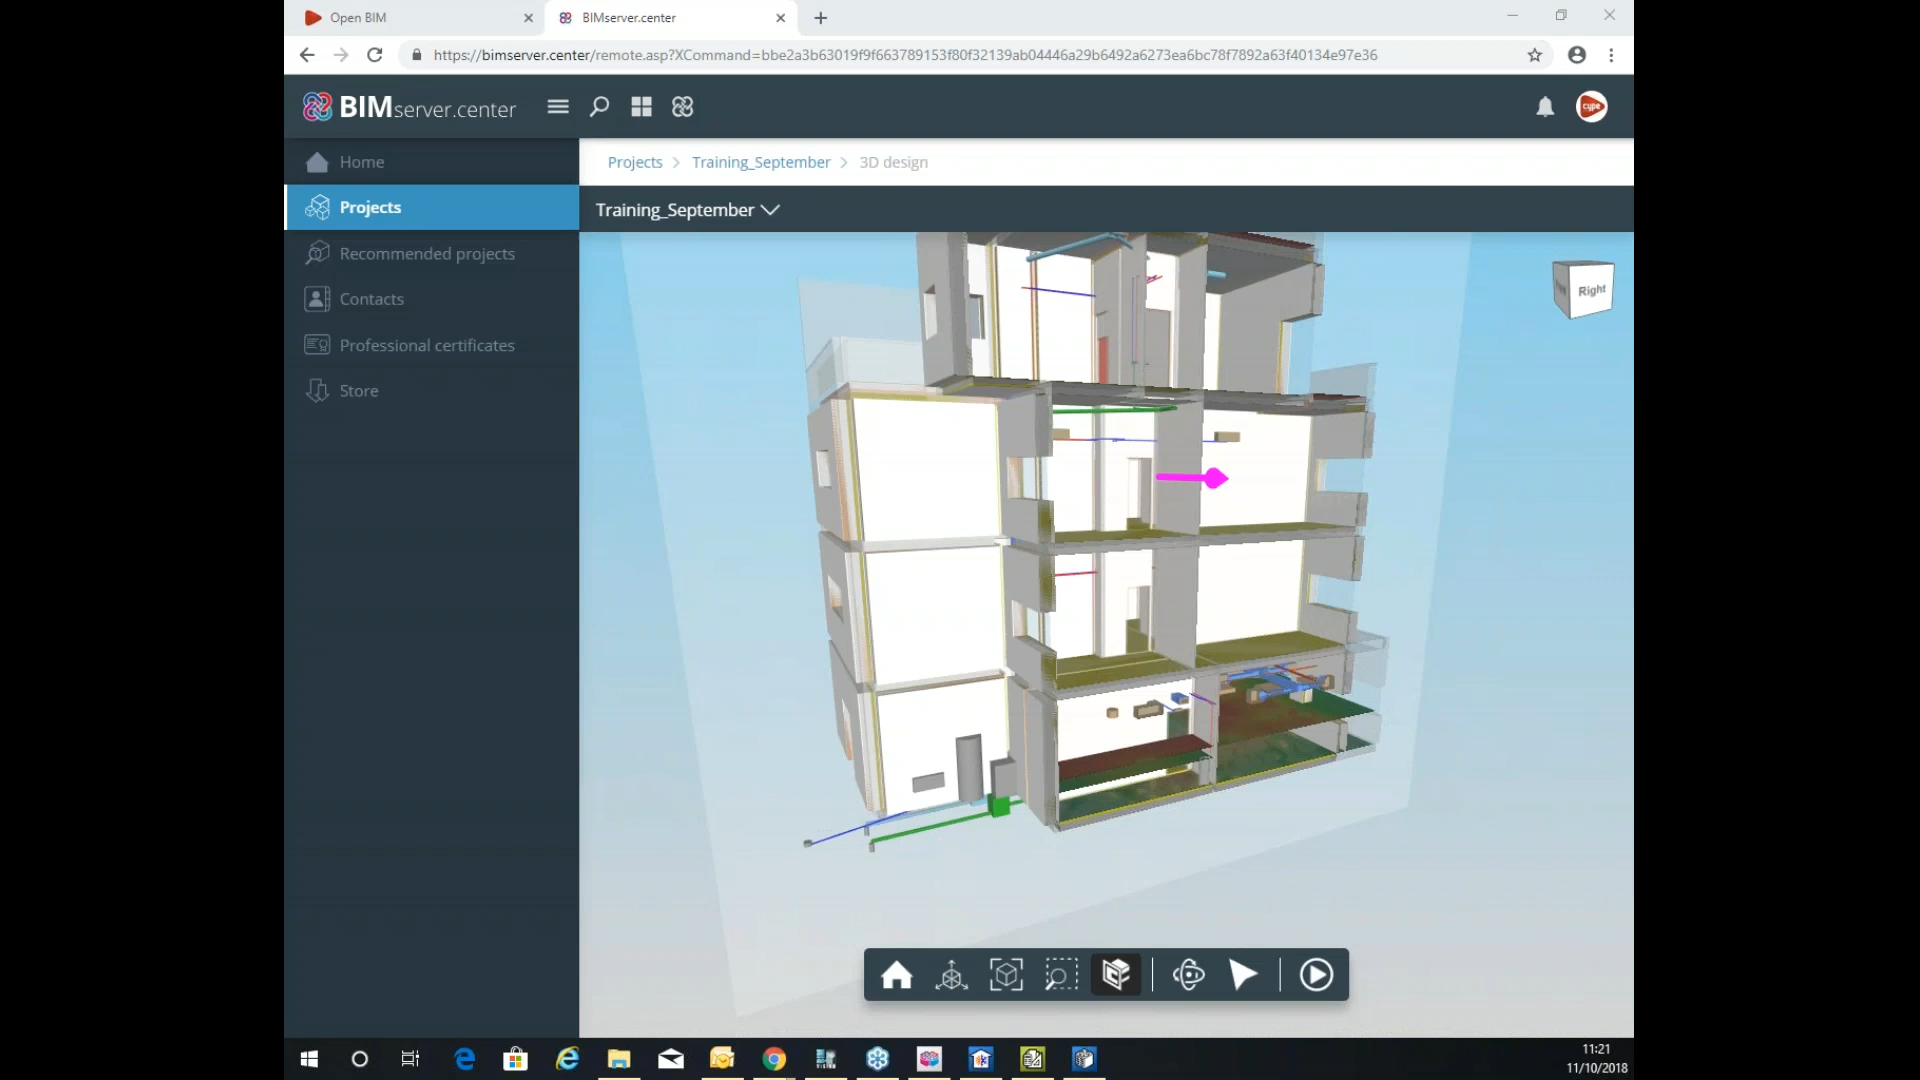 Open BIM
BIMserver.center
https://bimserver.center/remote.asp?XCommand=bbe2a3b63019f9f663789153f80f32139ab04446a29b6492a6273ea6bc78f7892a63f40134e97e36
BIMserver.center
cype
Home
Projects
Recommended projects
Contacts
Professional certificates
Store
Projects > Training_September > 3D design
Training_September
Right
11:21
11/10/2018